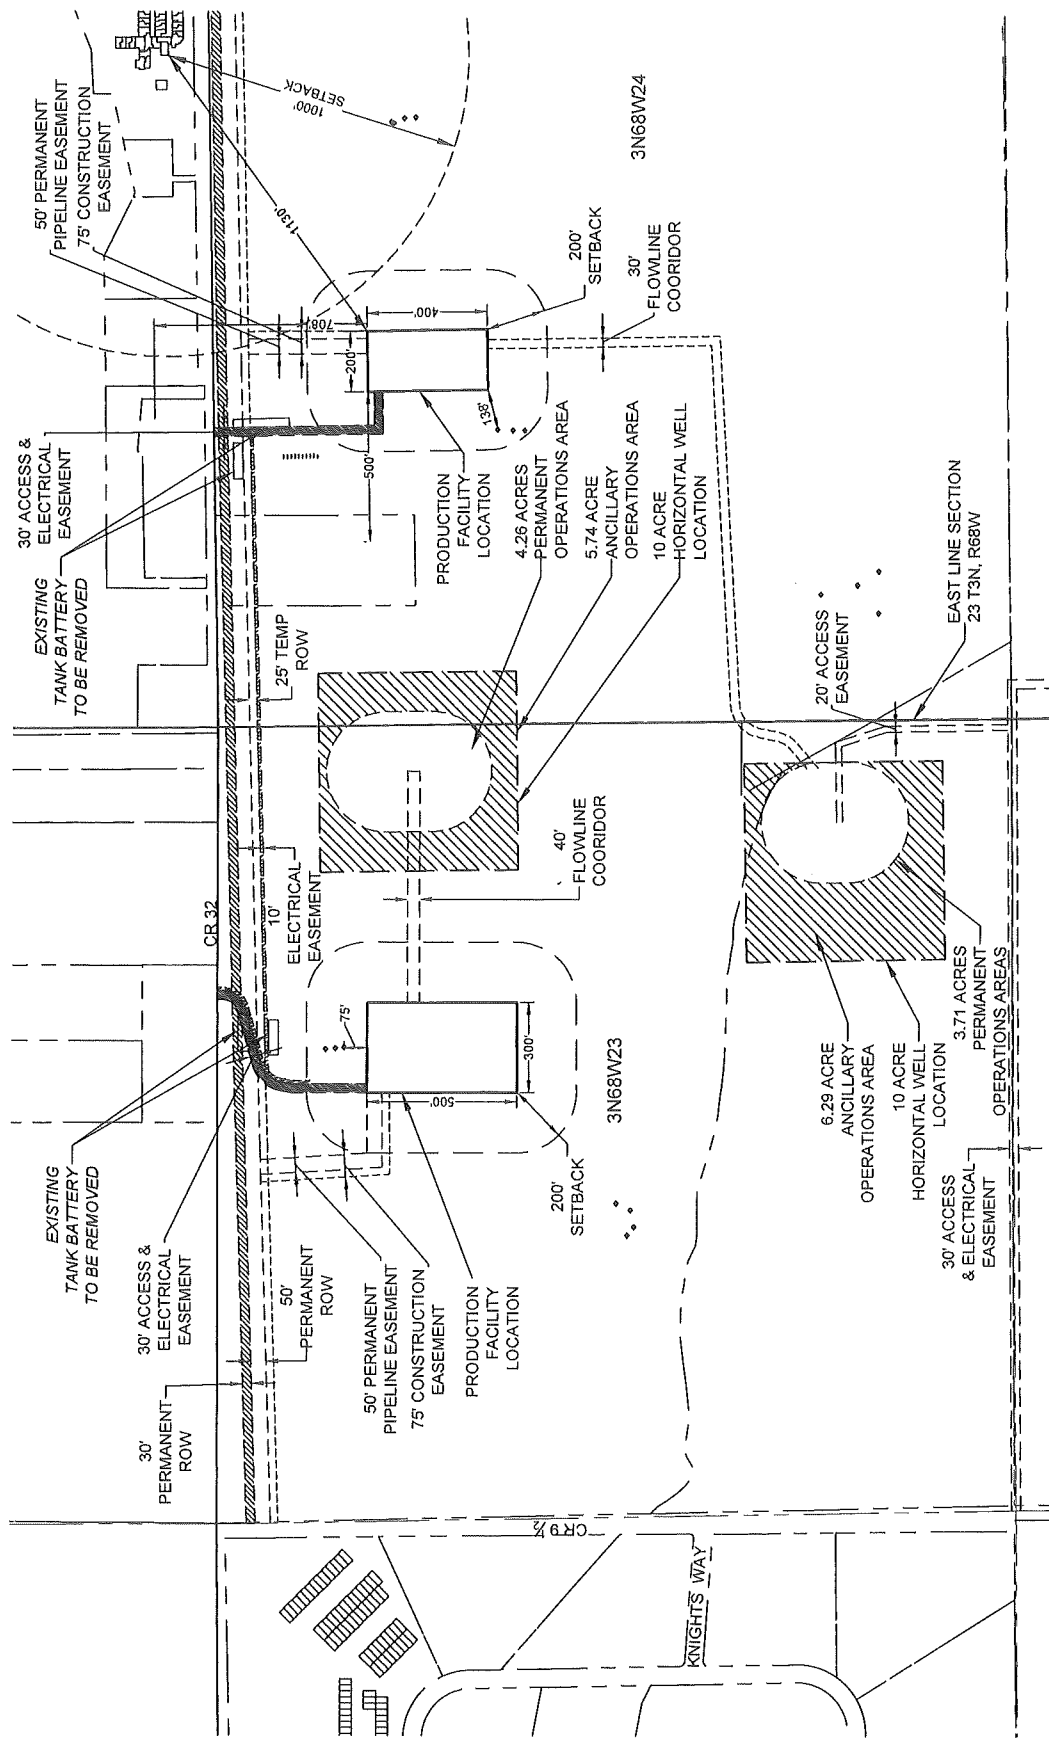 50' PERMANENT
PIPELINE EASEMENT
75' CONSTRUCTION
EASEMENT
1000'
SETBACK
3N68W24
1130'
200'
SETBACK
30'
FLOWLINE
COORIDOR
708'
400'
200'
138'
500'
30' ACCESS &
ELECTRICAL
EASEMENT
PRODUCTION
FACILITY
LOCATION
4.26 ACRES
PERMANENT
OPERATIONS AREA
5.74 ACRE
ANCILLARY
OPERATIONS AREA
10 ACRE
HORIZONTAL WELL
LOCATION
EXISTING
TANK BATTERY
TO BE REMOVED
25' TEMP
ROW
EAST LINE SECTION
23 T3N, R68W
20' ACCESS
EASEMENT
40'
FLOWLINE
COORIDOR
CR 32
10'
ELECTRICAL
EASEMENT
75'
300'
500'
3N68W23
3.71 ACRES
PERMANENT
OPERATIONS AREAS
6.29 ACRE
ANCILLARY
OPERATIONS AREA
10 ACRE
HORIZONTAL WELL
LOCATION
EXISTING
TANK BATTERY
TO BE REMOVED
200'
SETBACK
30' ACCESS
& ELECTRICAL
EASEMENT
30' ACCESS &
ELECTRICAL
EASEMENT
50'
PERMANENT
ROW
50' PERMANENT
PIPELINE EASEMENT
75' CONSTRUCTION
EASEMENT
PRODUCTION
FACILITY
LOCATION
30'
PERMANENT
ROW
CR 9 ½
KNIGHTS WAY